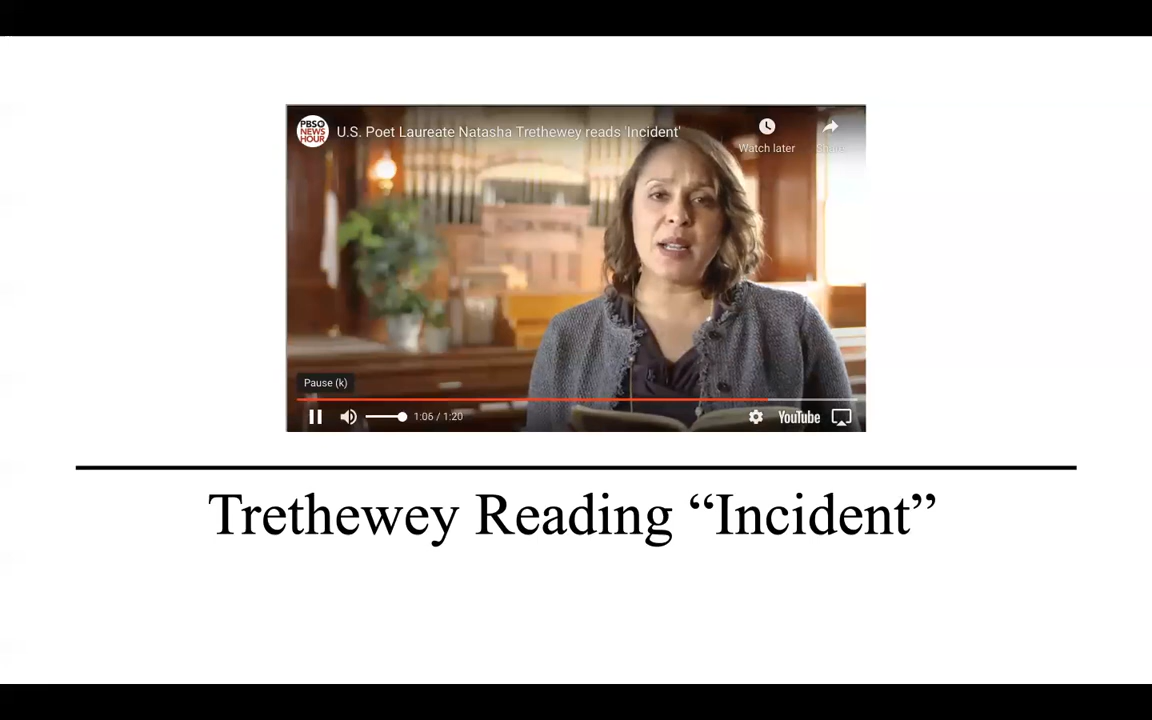 PBS NEWS HOUR
U.S. Poet Laureate Natasha Trethewey reads 'Incident'
Watch later
Share
Pause (k)
1:06 / 1:20
YouTube
Trethewey Reading “Incident”